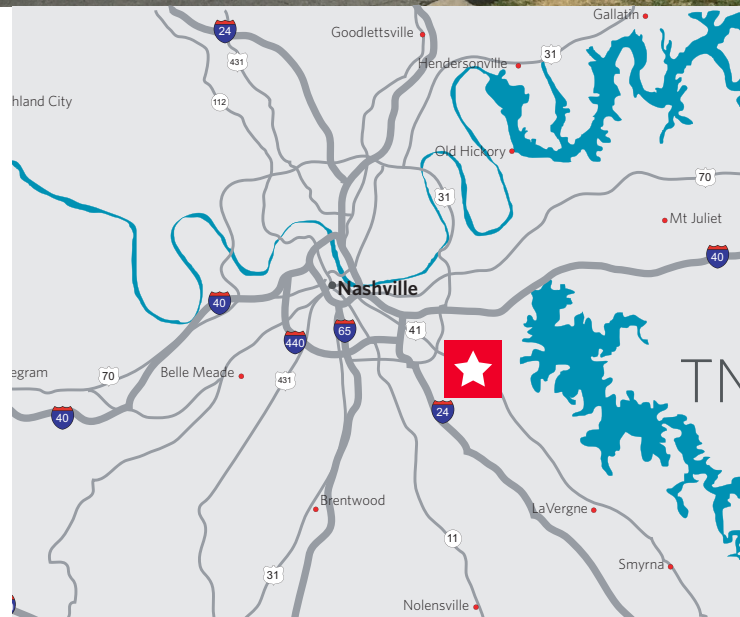 Gallatin
24
Goodlettsville
31
431
Hendersonville
112
hland City
Old Hickory
70
31
Mt Juliet
40
Nashville
40
65
41
440
TN
egram
70
Belle Meade
431
24
40
Brentwood
LaVergne
11
Smyrna
31
Nolensville